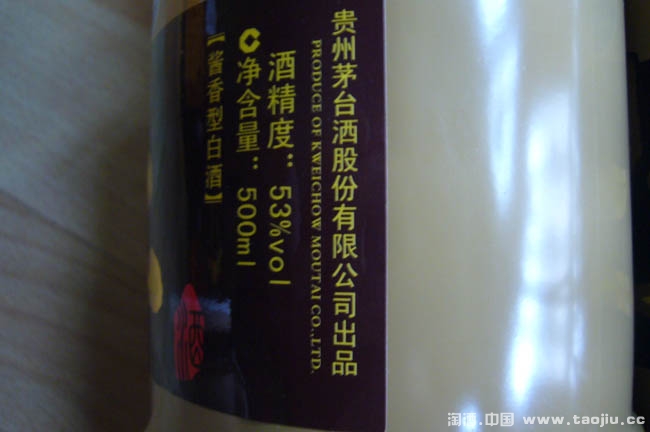 贵州茅台酒股份有限公司出品
PRODUCE OF KWEICHOW MOUTAI CO.,LTD.
酒精度：53%vol
净含量：500ml
【酱香型白酒】
酒
淘酒.中国 www.taojiu.cc